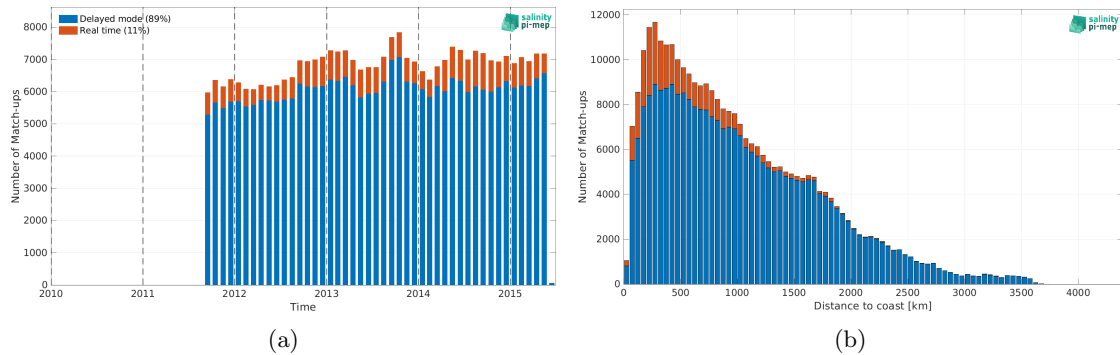 Delayed mode (89%)
Real time (11%)
salinity
pi-mep
Number of Match-ups
8000
7000
6000
5000
4000
3000
2000
1000
0
2010 2011 2012 2013 2014 2015
Time
(a)
salinity
pi-mep
Number of Match-ups
12000
10000
8000
6000
4000
2000
0
0 500 1000 1500 2000 2500 3000 3500 4000
Distance to coast [km]
(b)